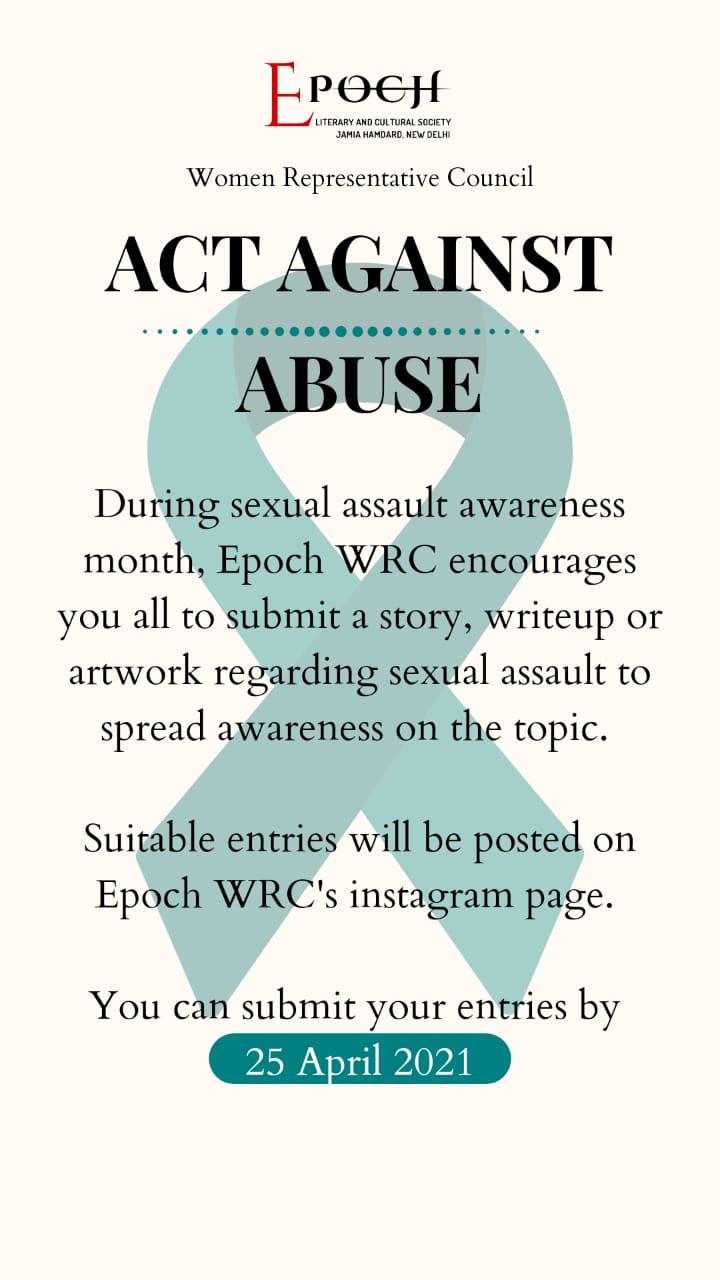 EPOCH
LITERARY AND CULTURAL SOCIETY
JAMIA HAMDARD, NEW DELHI
Women Representative Council
ACT AGAINST
ABUSE
During sexual assault awareness
month, Epoch WRC encourages
you all to submit a story, writeup or
artwork regarding sexual assault to
spread awareness on the topic.
Suitable entries will be posted on
Epoch WRC's instagram page.
You can submit your entries by
25 April 2021